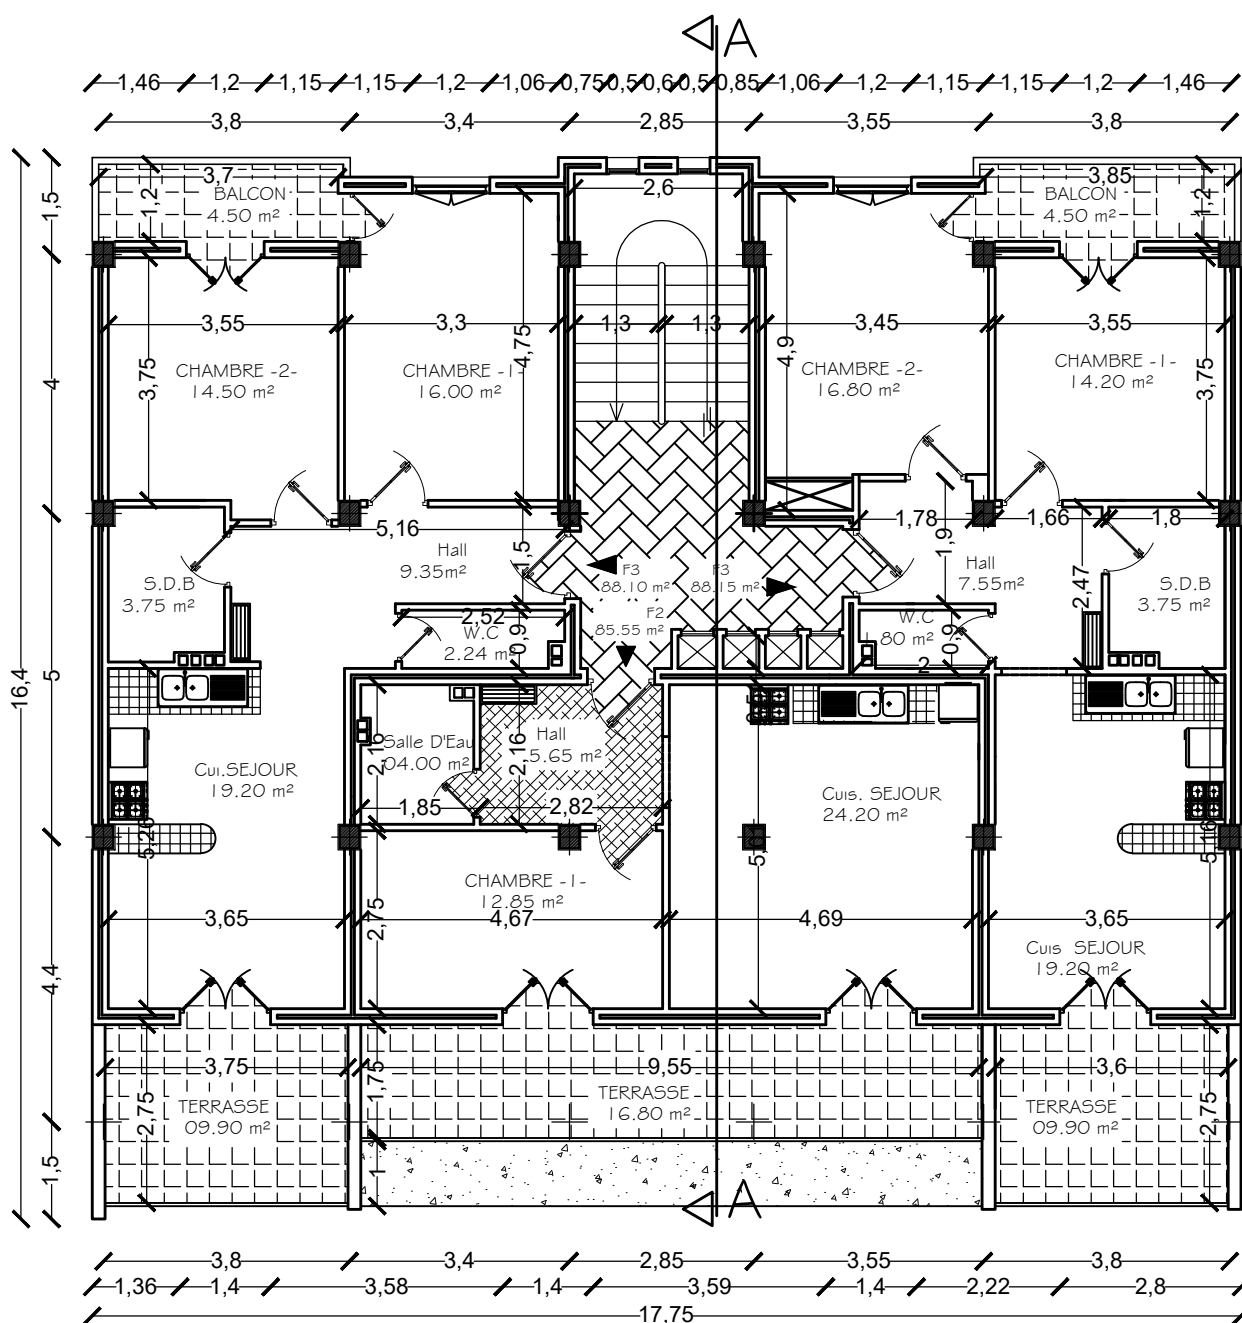 A
1,46 1,2 1,15 1,15 1,2 1,06 0,75 0,5 0,6 0,5 0,85 1,06 1,2 1,15 1,15 1,2 1,46
3,8 3,4 2,85 3,55 3,8
3,7
BALCON
4.50 m²
1,2
2,6
3,85
BALCON
4.50 m²
1,2
1,5
4
5
4,4
1,5
16,4
3,55 3,3 1,3 1,3 3,45 3,55
3,75
4,75
4,9
3,75
CHAMBRE -2-
14.50 m²
CHAMBRE -1-
16.00 m²
CHAMBRE -2-
16.80 m²
CHAMBRE -1-
14.20 m²
5,16
1,78 1,66 1,8
Hall
9.35m²
1,5
F3
88.10 m²
F3
88.15 m²
F2
85.55 m²
1,9
Hall
7.55m²
2,47
S.D.B
3.75 m²
S.D.B
3.75 m²
2,52
W.C
2.24 m²
0,9
W.C
80 m²
0,9
2
Salle D'Eau
04.00 m²
2,16
Hall
5.65 m²
2,16
1,85 2,82
Cui.SEJOUR
19.20 m²
5,26
Cuis. SEJOUR
24.20 m²
5,16
CHAMBRE -1-
12.85 m²
2,75
3,65 4,67 4,69 3,65
Cuis SEJOUR
19.20 m²
3,75 9,55 3,6
TERRASSE
09.90 m²
2,75
1,75
TERRASSE
16.80 m²
TERRASSE
09.90 m²
2,75
1
A
3,8 3,4 2,85 3,55 3,8
1,36 1,4 3,58 1,4 3,59 1,4 2,22 2,8
17,75